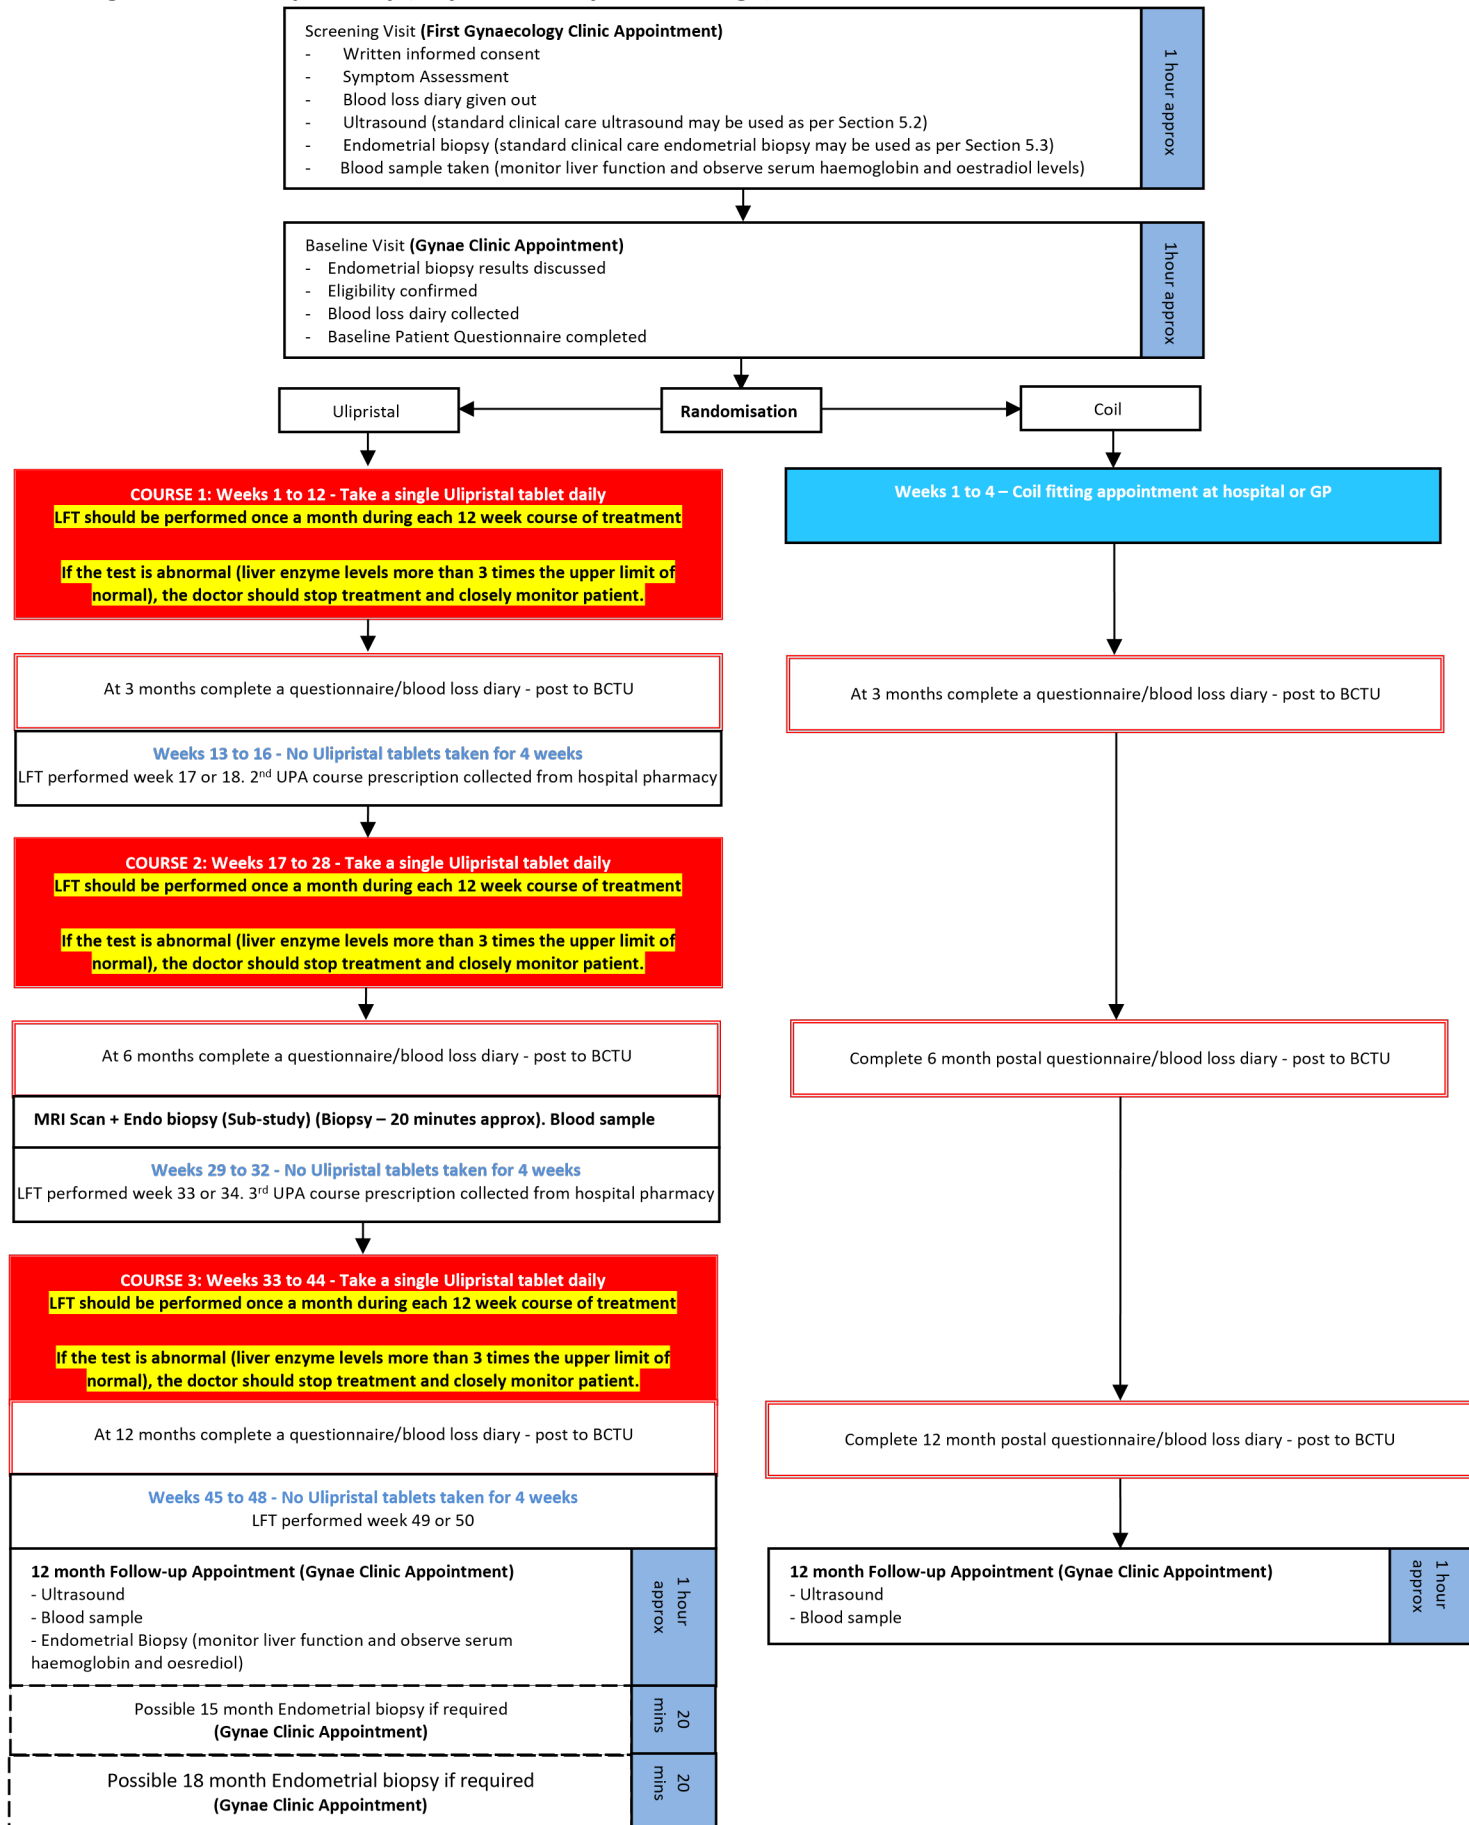 Screening Visit (First Gynaecology Clinic Appointment)
- Written informed consent
- Symptom Assessment
- Blood loss diary given out
- Ultrasound (standard clinical care ultrasound may be used as per Section 5.2)
- Endometrial biopsy (standard clinical care endometrial biopsy may be used as per Section 5.3)
- Blood sample taken (monitor liver function and observe serum haemoglobin and oestradiol levels)
1 hour approx
Baseline Visit (Gynae Clinic Appointment)
- Endometrial biopsy results discussed
- Eligibility confirmed
- Blood loss dairy collected
- Baseline Patient Questionnaire completed
1hour approx
Ulipristal
Randomisation
Coil
COURSE 1: Weeks 1 to 12 - Take a single Ulipristal tablet daily
LFT should be performed once a month during each 12 week course of treatment
If the test is abnormal (liver enzyme levels more than 3 times the upper limit of
normal), the doctor should stop treatment and closely monitor patient.
Weeks 1 to 4 – Coil fitting appointment at hospital or GP
At 3 months complete a questionnaire/blood loss diary - post to BCTU
At 3 months complete a questionnaire/blood loss diary - post to BCTU
Weeks 13 to 16 - No Ulipristal tablets taken for 4 weeks
LFT performed week 17 or 18. 2nd UPA course prescription collected from hospital pharmacy
COURSE 2: Weeks 17 to 28 - Take a single Ulipristal tablet daily
LFT should be performed once a month during each 12 week course of treatment
If the test is abnormal (liver enzyme levels more than 3 times the upper limit of
normal), the doctor should stop treatment and closely monitor patient.
At 6 months complete a questionnaire/blood loss diary - post to BCTU
Complete 6 month postal questionnaire/blood loss diary - post to BCTU
MRI Scan + Endo biopsy (Sub-study) (Biopsy – 20 minutes approx). Blood sample
Weeks 29 to 32 - No Ulipristal tablets taken for 4 weeks
LFT performed week 33 or 34. 3rd UPA course prescription collected from hospital pharmacy
COURSE 3: Weeks 33 to 44 - Take a single Ulipristal tablet daily
LFT should be performed once a month during each 12 week course of treatment
If the test is abnormal (liver enzyme levels more than 3 times the upper limit of
normal), the doctor should stop treatment and closely monitor patient.
At 12 months complete a questionnaire/blood loss diary - post to BCTU
Complete 12 month postal questionnaire/blood loss diary - post to BCTU
Weeks 45 to 48 - No Ulipristal tablets taken for 4 weeks
LFT performed week 49 or 50
12 month Follow-up Appointment (Gynae Clinic Appointment)
- Ultrasound
- Blood sample
- Endometrial Biopsy (monitor liver function and observe serum
haemoglobin and oesrediol)
1 hour
approx
12 month Follow-up Appointment (Gynae Clinic Appointment)
- Ultrasound
- Blood sample
1 hour
approx
Possible 15 month Endometrial biopsy if required
(Gynae Clinic Appointment)
20
mins
Possible 18 month Endometrial biopsy if required
(Gynae Clinic Appointment)
20
mins